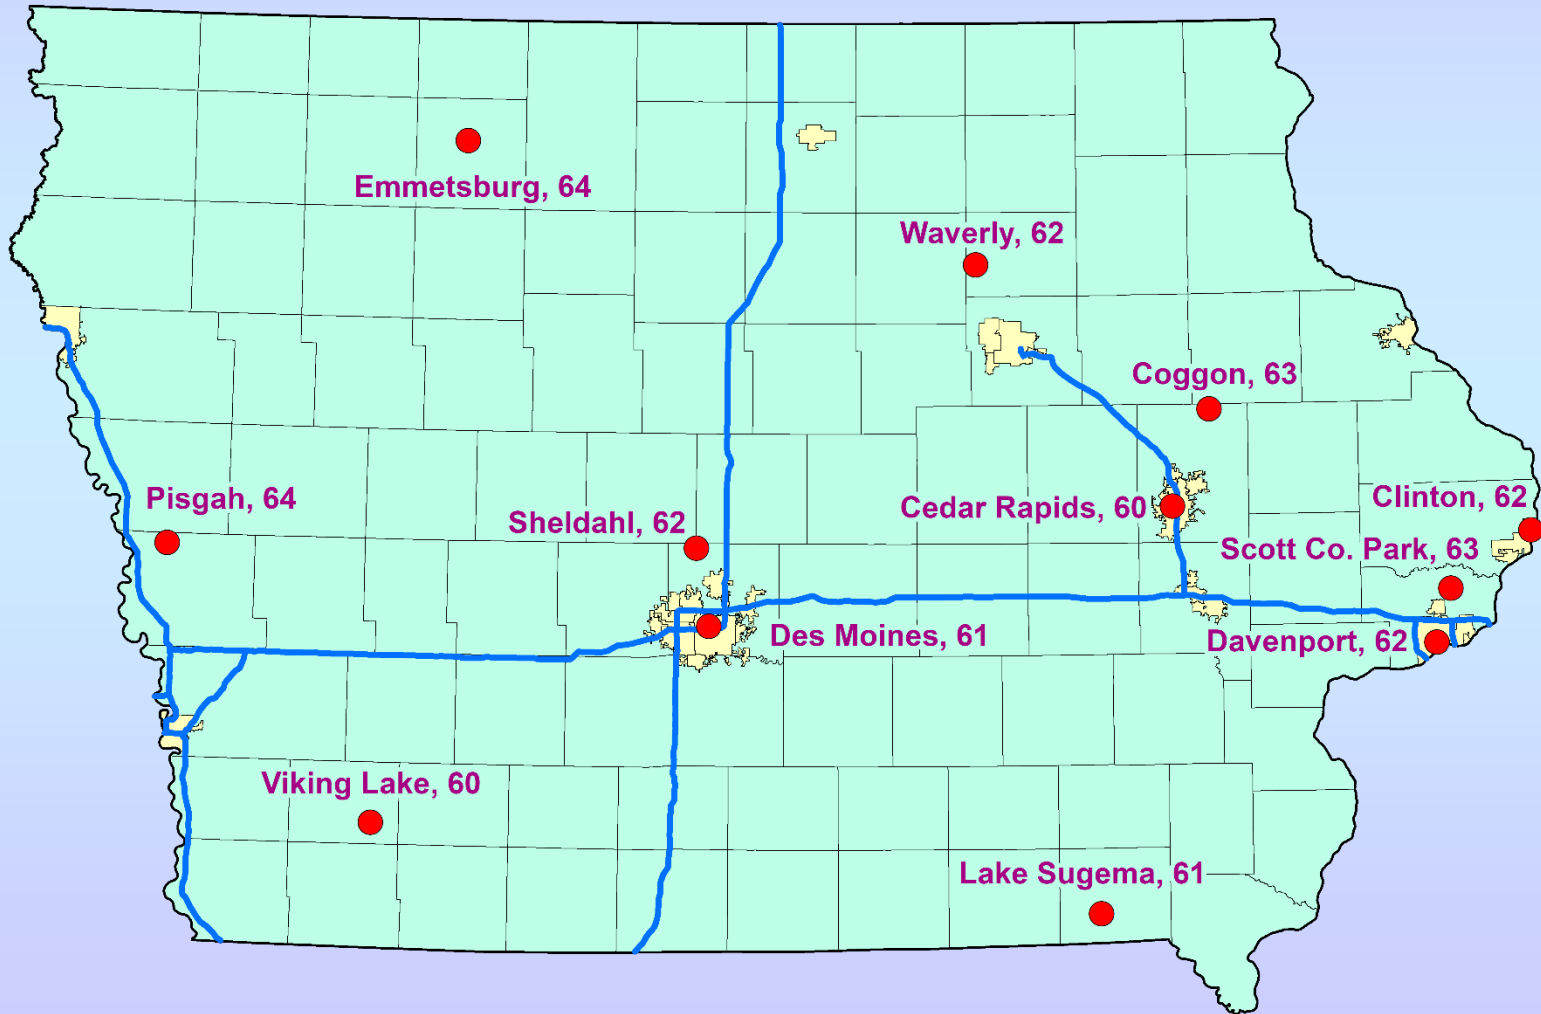 Emmetsburg, 64
Waverly, 62
Coggon, 63
Pisgah, 64
Clinton, 62
Cedar Rapids, 60
Sheldahl, 62
Scott Co. Park, 63
Des Moines, 61
Davenport, 62
Viking Lake, 60
Lake Sugema, 61